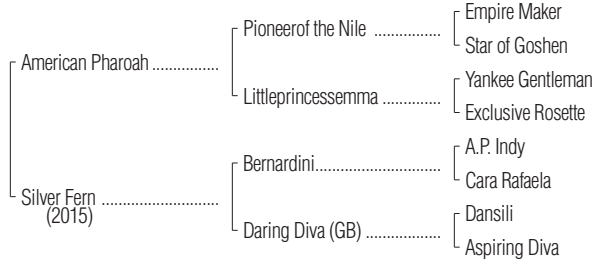 Empire Maker
Pioneerof the Nile ................
Star of Goshen
American Pharoah ................
Yankee Gentleman
Littleprincessemma ..............
Exclusive Rosette
A.P. Indy
Bernardini.............................
Cara Rafaela
Silver Fern ............................
(2015)
Dansili
Daring Diva (GB) ..................
Aspiring Diva